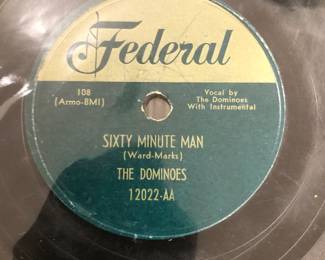 Federal
108
(Armo-BMI)
Vocal by
The Dominoes
With Instrumental
SIXTY MINUTE MAN
(Ward-Marks)
THE DOMINOES
12022-AA